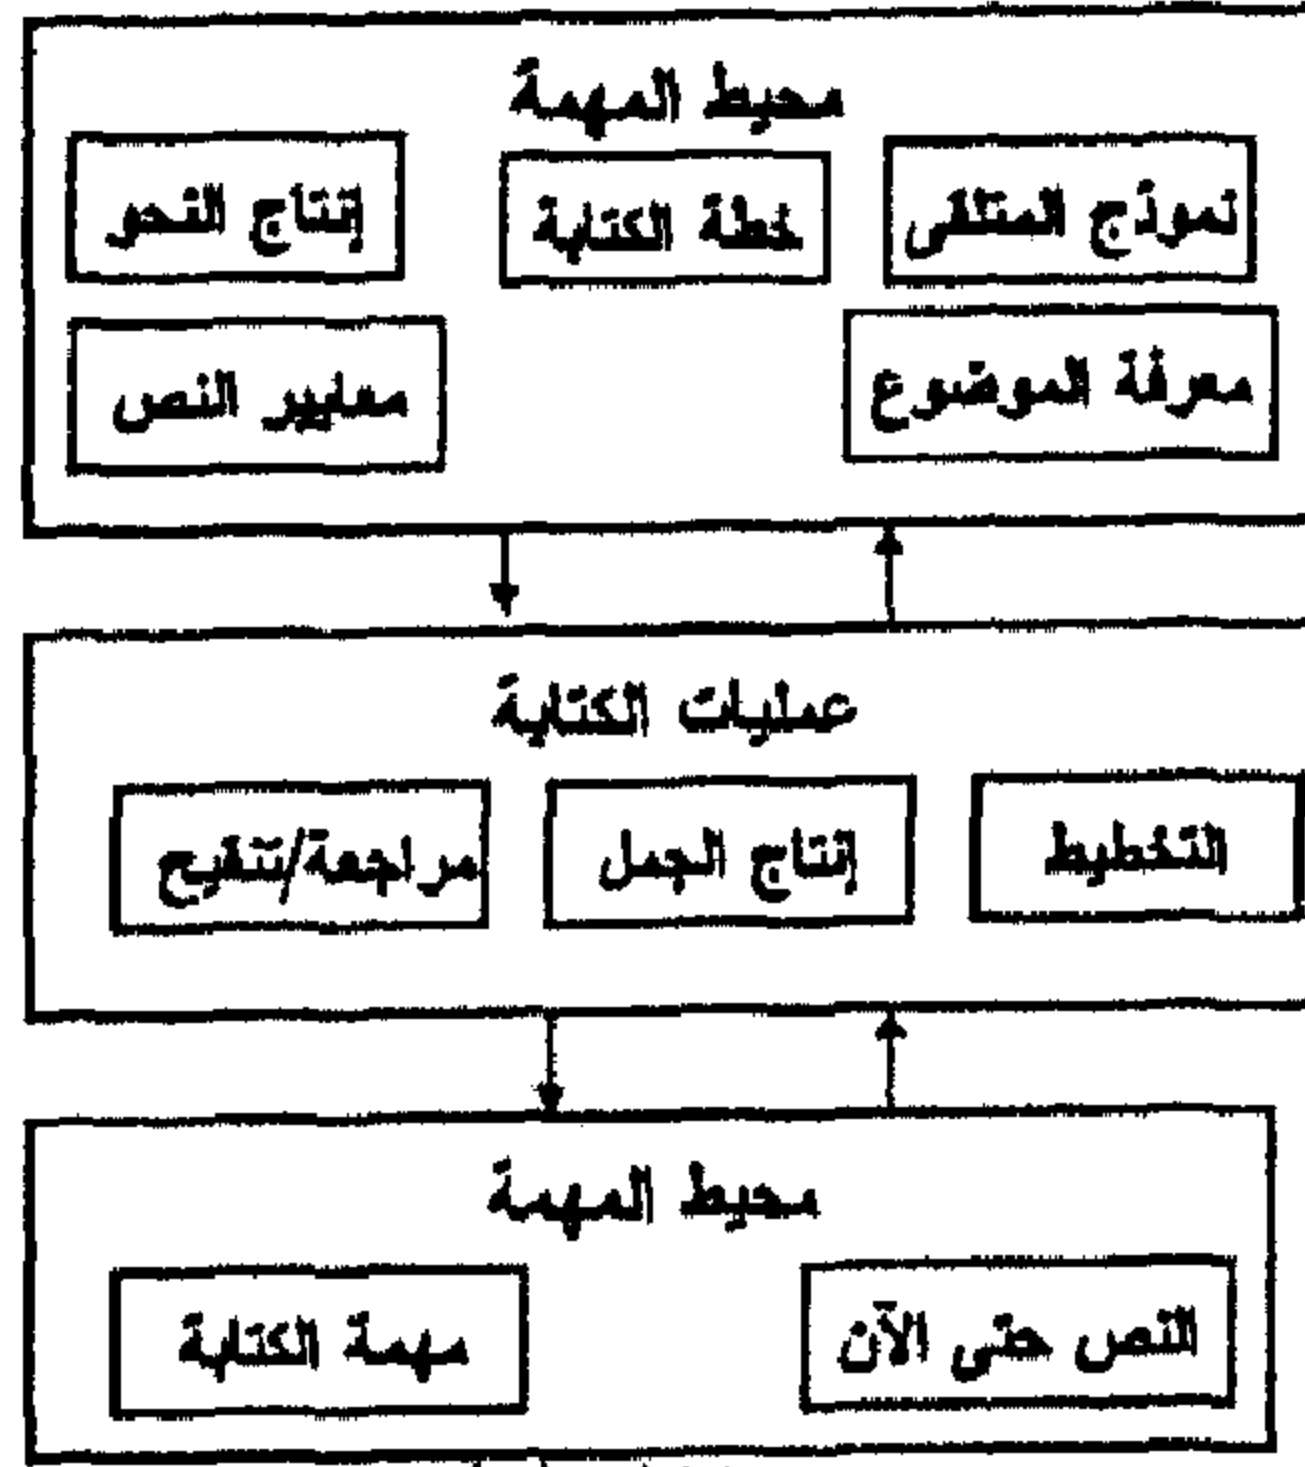 محيط المهمة
نموذج المتلقى
خطة الكتابة
إنتاج النحو
معرفة الموضوع
معايير النص
عمليات الكتابة
التخطيط
إنتاج الجمل
مراجعة/تنقيح
محيط المهمة
النص حتى الآن
مهمة الكتابة